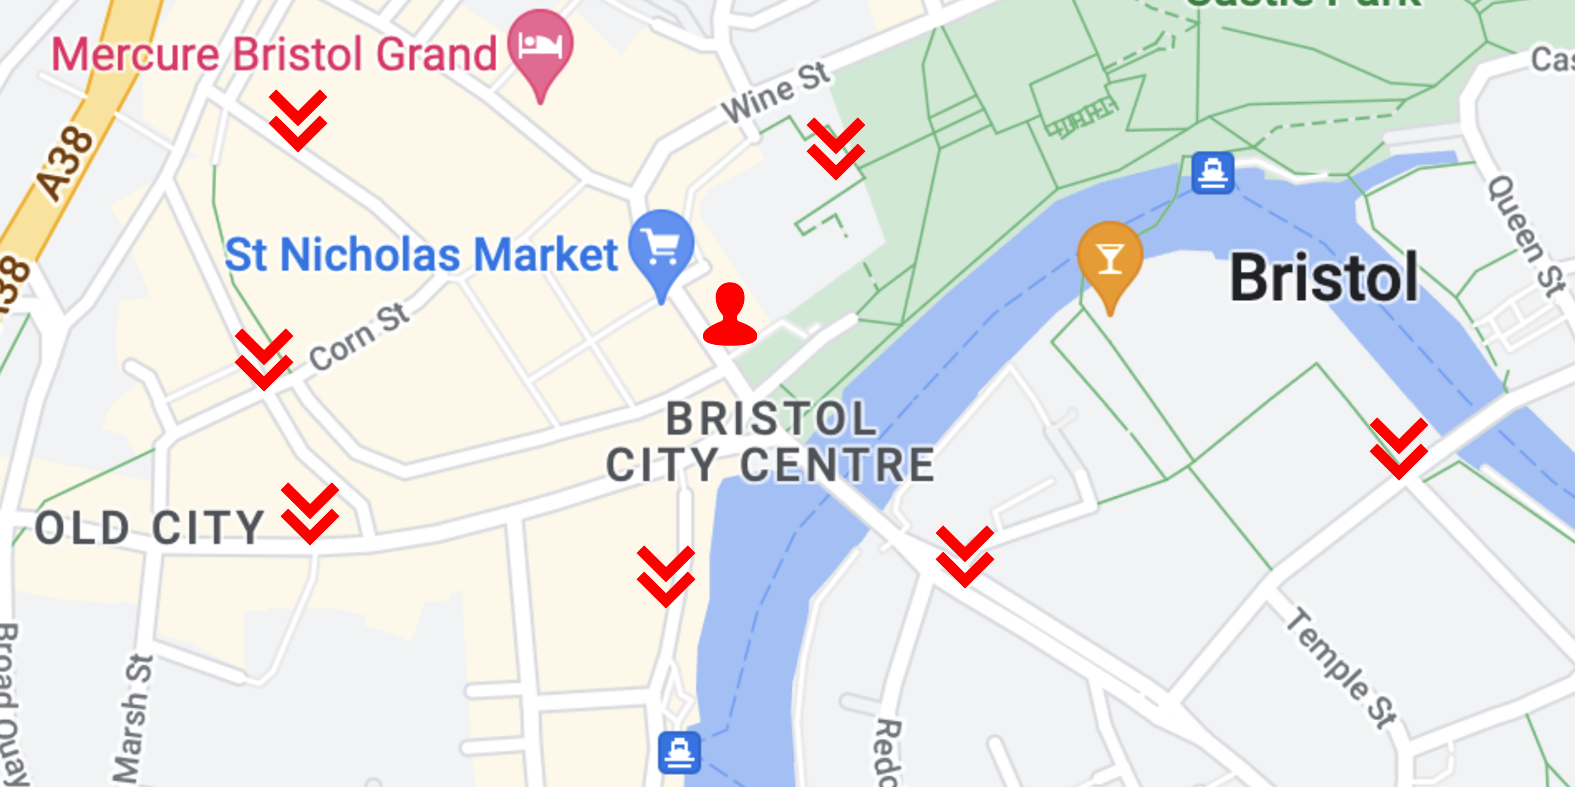 Castle Park
Mercure Bristol Grand
Wine St
Cas
A38
Queen St
St Nicholas Market
Bristol
38
Corn St
BRISTOL
CITY CENTRE
OLD CITY
Temple St
Broad Quay
Marsh St
Redc